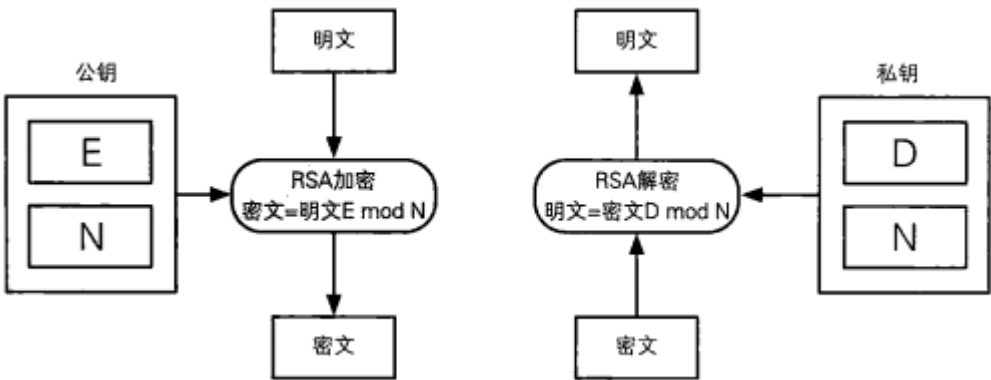 明文
明文
公钥
私钥
E
N
RSA加密
密文=明文E mod N
RSA解密
明文=密文D mod N
D
N
密文
密文